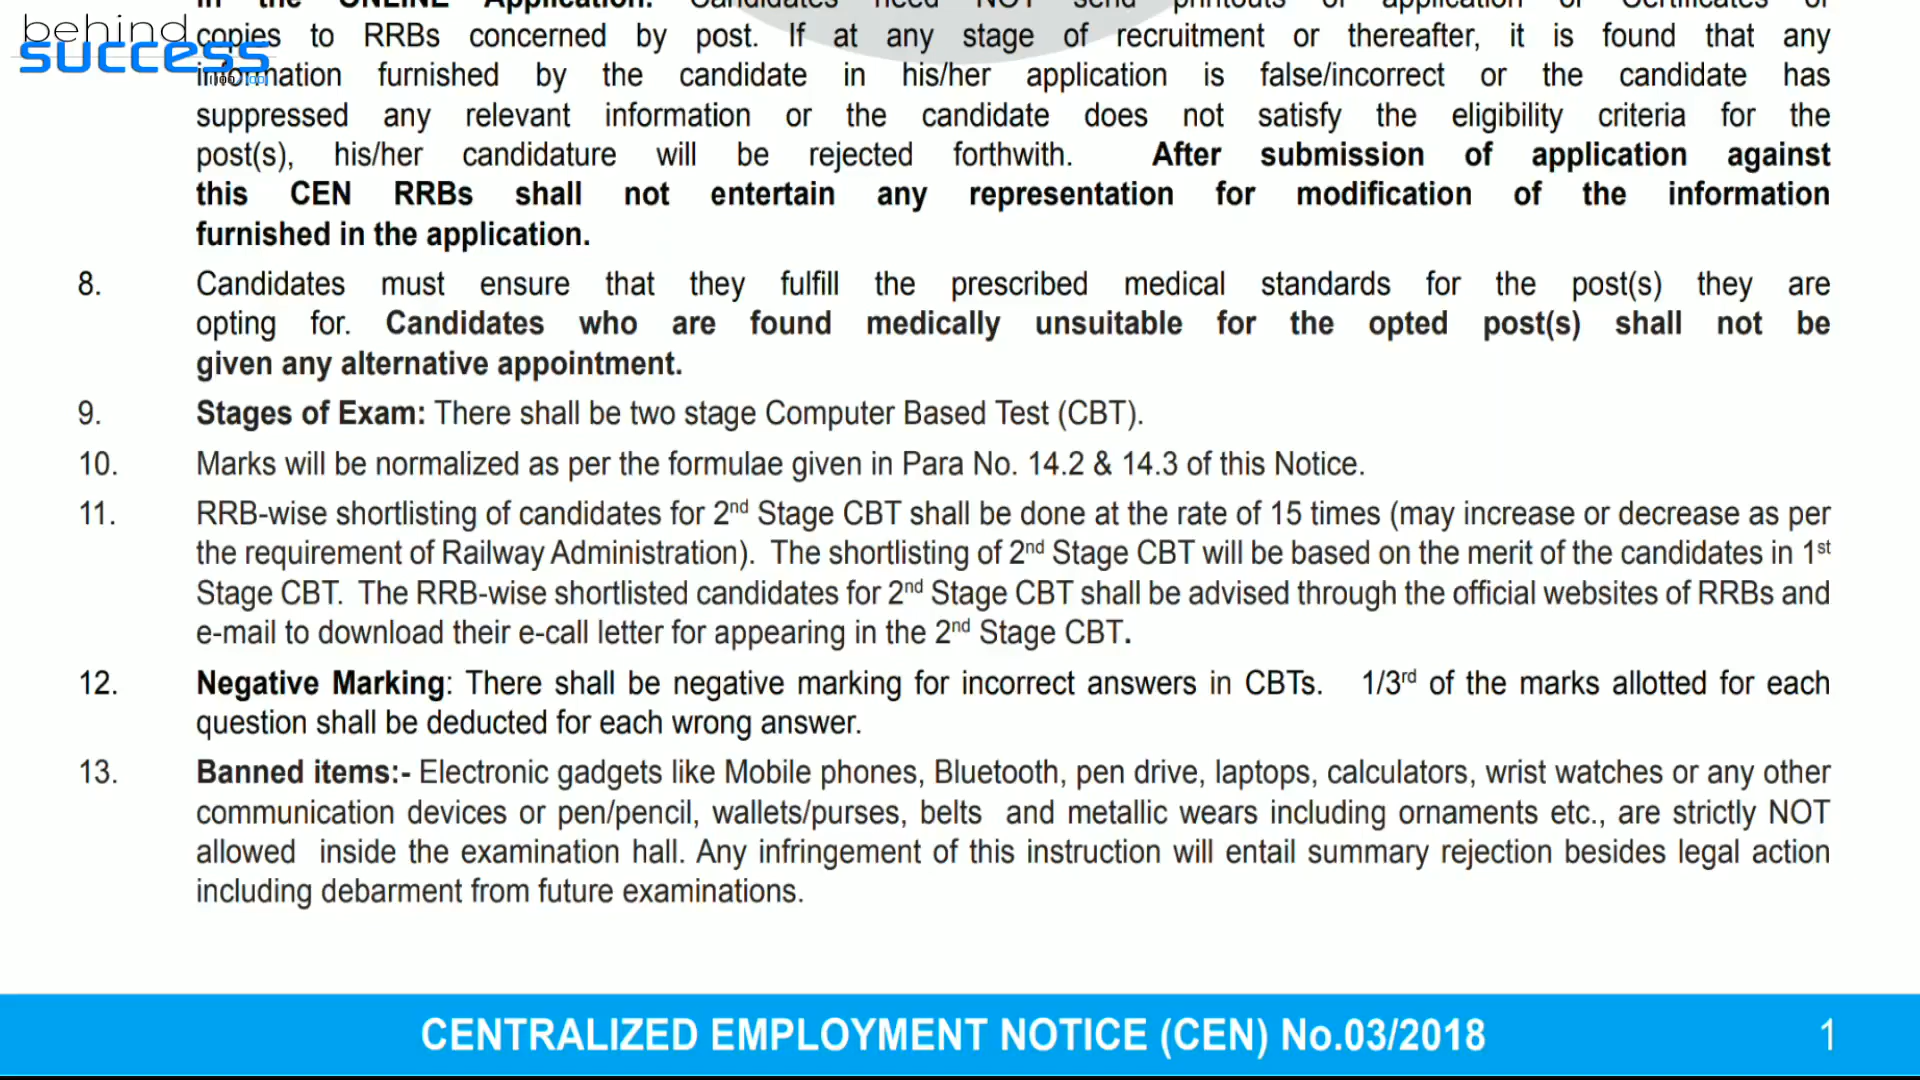 in the ONLINE Application. Candidates need NOT send printouts of application or Certificates or
behind
success
copies to RRBs concerned by post. If at any stage of recruitment or thereafter, it is found that any
information furnished by the candidate in his/her application is false/incorrect or the candidate has
suppressed any relevant information or the candidate does not satisfy the eligibility criteria for the
post(s), his/her candidature will be rejected forthwith. After submission of application against
this CEN RRBs shall not entertain any representation for modification of the information
furnished in the application.
8. Candidates must ensure that they fulfill the prescribed medical standards for the post(s) they are
opting for. Candidates who are found medically unsuitable for the opted post(s) shall not be
given any alternative appointment.
9. Stages of Exam: There shall be two stage Computer Based Test (CBT).
10. Marks will be normalized as per the formulae given in Para No. 14.2 & 14.3 of this Notice.
11. RRB-wise shortlisting of candidates for 2nd Stage CBT shall be done at the rate of 15 times (may increase or decrease as per
the requirement of Railway Administration). The shortlisting of 2nd Stage CBT will be based on the merit of the candidates in 1st
Stage CBT. The RRB-wise shortlisted candidates for 2nd Stage CBT shall be advised through the official websites of RRBs and
e-mail to download their e-call letter for appearing in the 2nd Stage CBT.
12. Negative Marking: There shall be negative marking for incorrect answers in CBTs. 1/3rd of the marks allotted for each
question shall be deducted for each wrong answer.
13. Banned items:- Electronic gadgets like Mobile phones, Bluetooth, pen drive, laptops, calculators, wrist watches or any other
communication devices or pen/pencil, wallets/purses, belts and metallic wears including ornaments etc., are strictly NOT
allowed inside the examination hall. Any infringement of this instruction will entail summary rejection besides legal action
including debarment from future examinations.
CENTRALIZED EMPLOYMENT NOTICE (CEN) No.03/2018 1